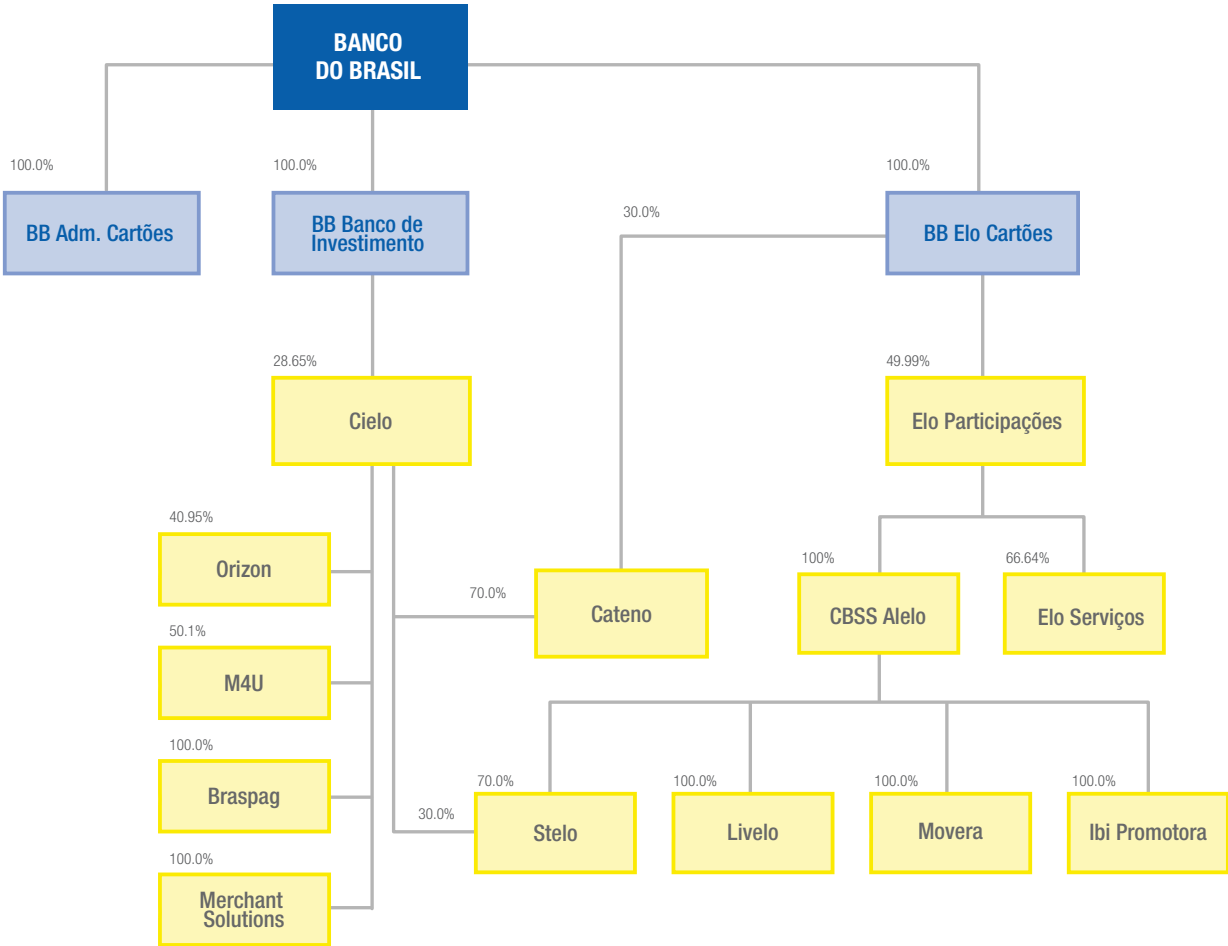 BANCO
DO BRASIL
100.0%
100.0%
100.0%
BB Adm. Cartões
BB Banco de
Investimento
30.0%
BB Elo Cartões
28.65%
49.99%
Cielo
Elo Participações
40.95%
Orizon
100%
66.64%
70.0%
Cateno
CBSS Alelo
Elo Serviços
50.1%
M4U
100.0%
Braspag
30.0%
70.0%
100.0%
100.0%
100.0%
Stelo
Livelo
Movera
Ibi Promotora
100.0%
Merchant
Solutions